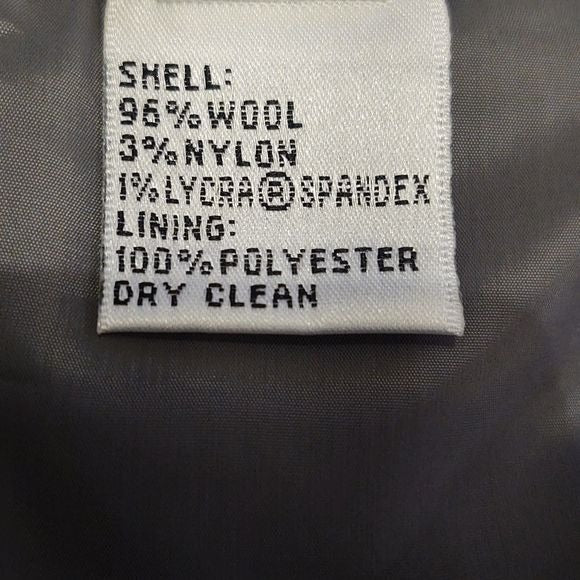 SHELL:
96% WOOL
3% NYLON
1% LYCRA® SPANDEX
LINING:
100% POLYESTER
DRY CLEAN